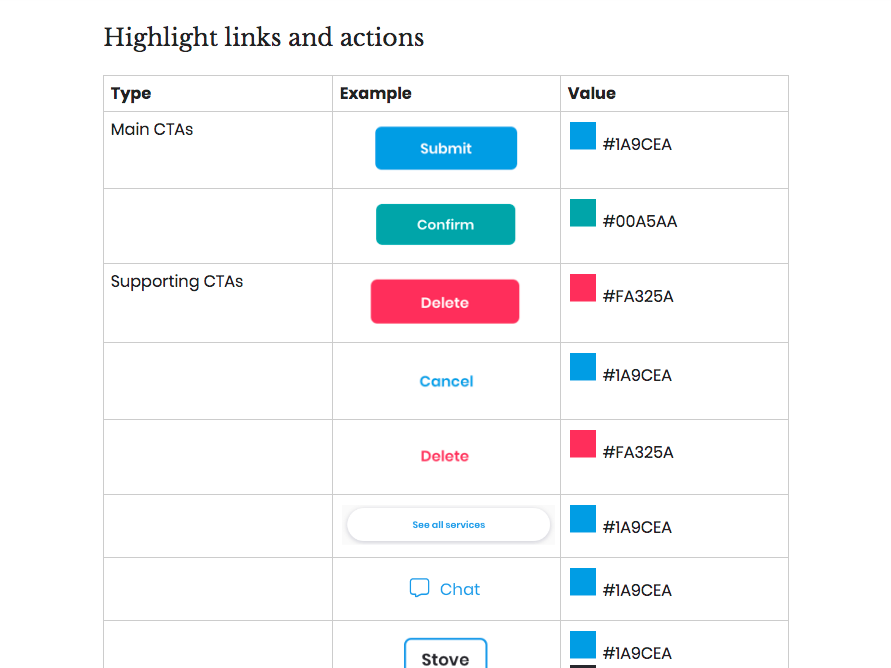 Highlight links and actions
Type Example Value
Main CTAs Submit #1A9CEA
Confirm #00A5AA
Supporting CTAs Delete #FA325A
Cancel #1A9CEA
Delete #FA325A
See all services #1A9CEA
Chat #1A9CEA
Stove #1A9CEA